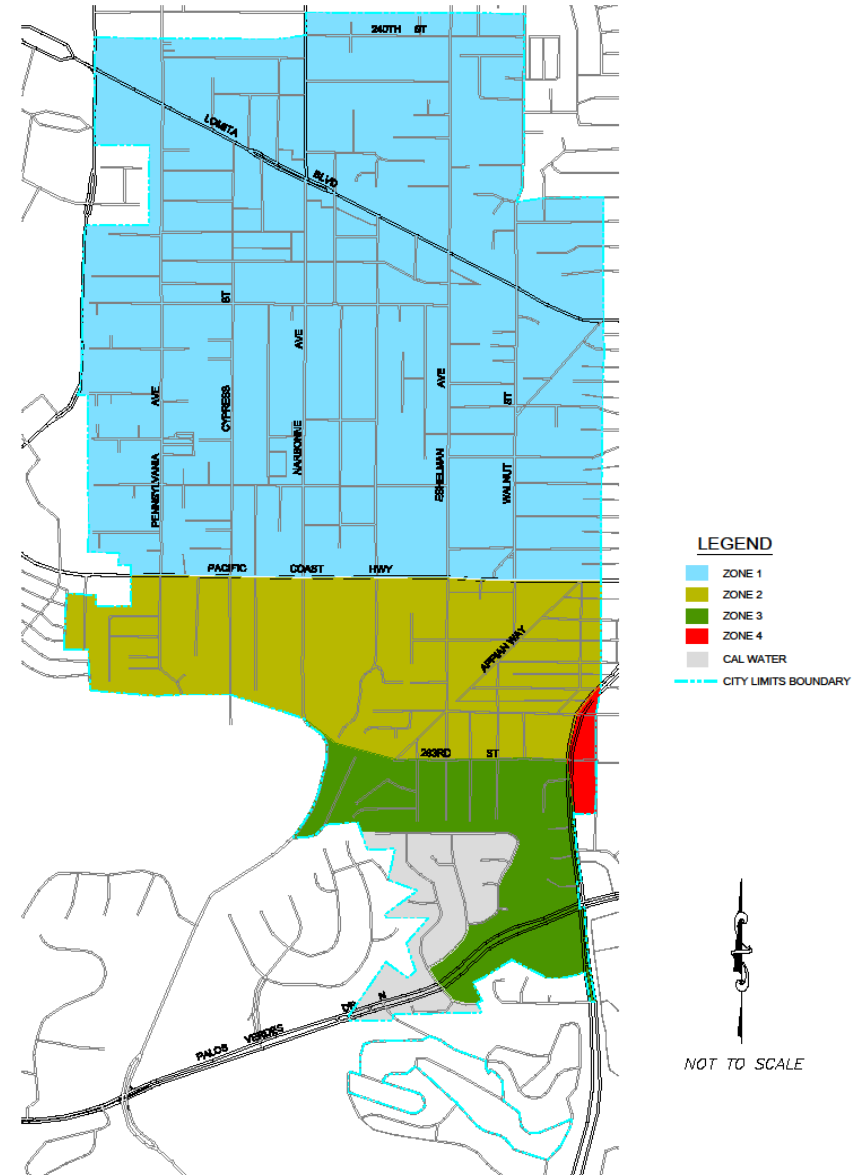 240TH ST
LOMITA
BLVD
ST
AVE
AVE
CYPRESS
AVE
NARBONNE
ST
PENNSYLVANIA
ESHELMAN
WALNUT
PACIFIC COAST HWY
APPIAN WAY
263RD ST
PALOS VERDES DR N
LEGEND
ZONE 1
ZONE 2
ZONE 3
ZONE 4
CAL WATER
CITY LIMITS BOUNDARY
NOT TO SCALE